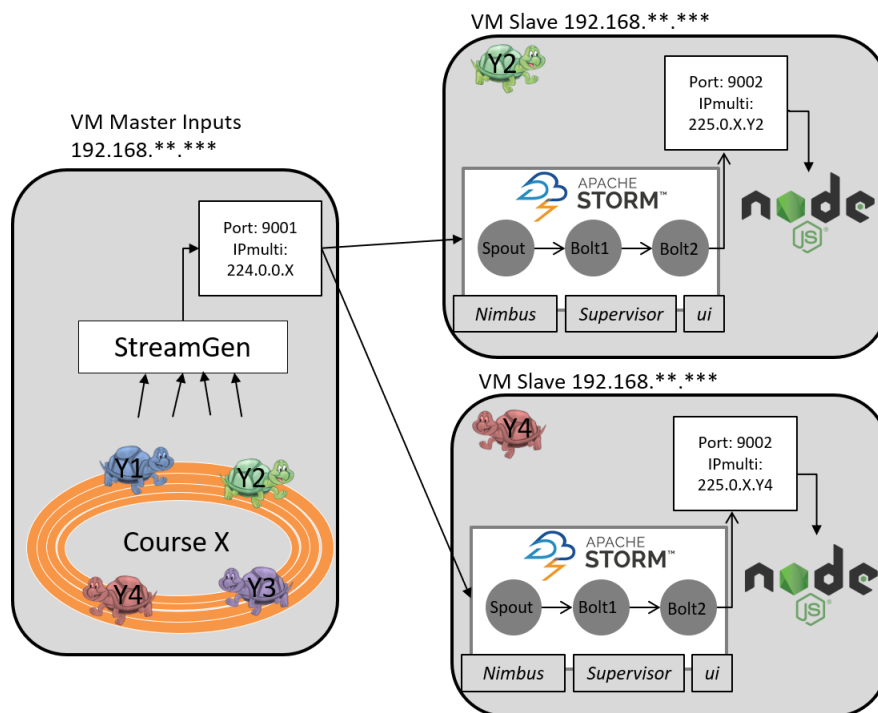 VM Master Inputs
192.168.**.***
Port: 9001
IPmulti:
224.0.0.X
StreamGen
Y1
Y2
Course X
Y4
Y3
VM Slave 192.168.**.***
Y2
Port: 9002
IPmulti:
225.0.X.Y2
APACHE
STORM™
Spout
Bolt1
Bolt2
node
JS®
Nimbus
Supervisor
ui
VM Slave 192.168.**.***
Y4
Port: 9002
IPmulti:
225.0.X.Y4
APACHE
STORM™
Spout
Bolt1
Bolt2
node
JS®
Nimbus
Supervisor
ui